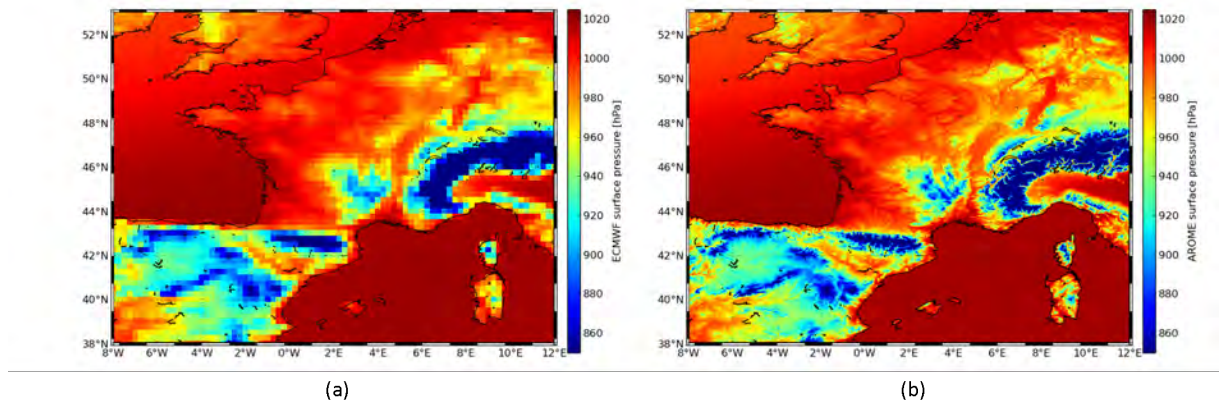 52°N
50°N
48°N
46°N
44°N
42°N
40°N
38°N
8°W 6°W 4°W 2°W 0°W 2°E 4°E 6°E 8°E 10°E 12°E
1020
1000
980
960
940
920
900
880
860
ECMWF surface pressure [hPa]
(a)
52°N
50°N
48°N
46°N
44°N
42°N
40°N
38°N
8°W 6°W 4°W 2°W 0°W 2°E 4°E 6°E 8°E 10°E 12°E
1020
1000
980
960
940
920
900
880
860
AROME surface pressure [hPa]
(b)